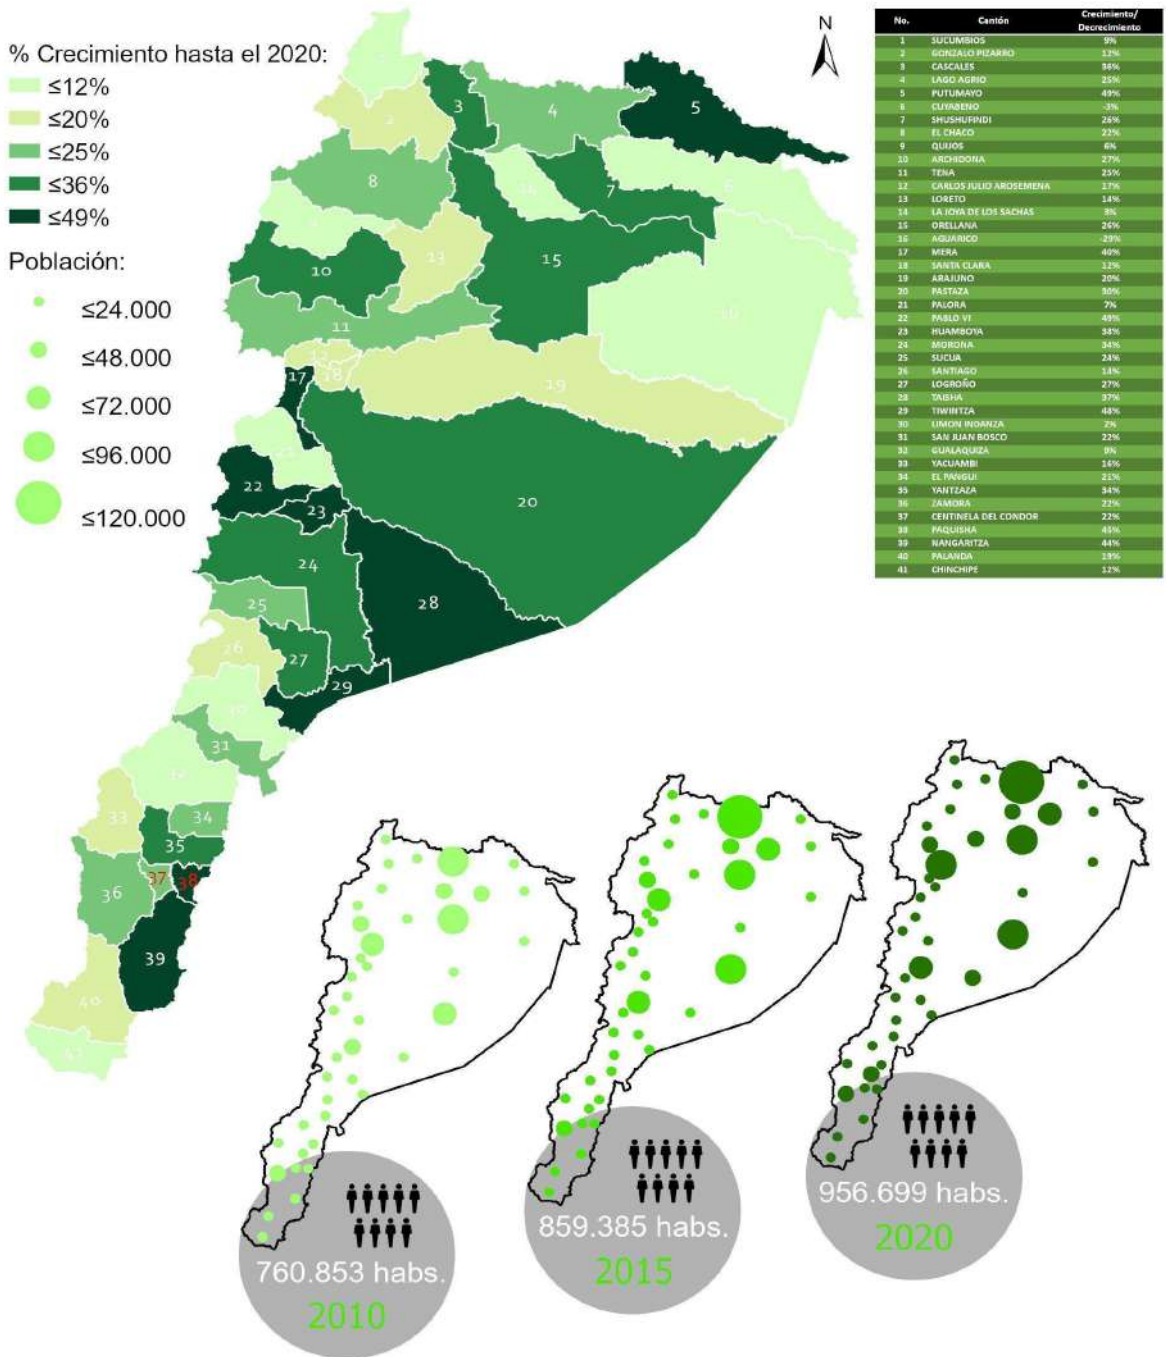 % Crecimiento hasta el 2020:
≤12%
≤20%
≤25%
≤36%
≤49%
Población:
≤24.000
≤48.000
≤72.000
≤96.000
≤120.000
N
No. Cantón Crecimiento/
Decrecimiento
1 SUCUMBIOS 9%
2 GONZALO PIZARRO 12%
3 CASCALES 36%
4 LAGO AGRIO 25%
5 PUTUMAYO 49%
6 CUYABENO -3%
7 SHUSHUFINDI 26%
8 EL CHACO 22%
9 QUIJOS 6%
10 ARCHIDONA 27%
11 TENA 25%
12 CARLOS JULIO AROSEMENA 17%
13 LORETO 14%
14 LA JOYA DE LOS SACHAS
15 ORELLANA 26%
16 AGUARICO -29%
17 MERA 40%
18 SANTA CLARA 12%
19 ARAJUNO 20%
20 PASTAZA 30%
21 PALORA 7%
22 PABLO VI 49%
23 HUAMBOYA 38%
24 MORONA 34%
25 SUCUA 24%
26 SANTIAGO
27 LOGROÑO 27%
28 TAISHA 37%
29 TIWINTZA 48%
30 LIMON INDANZA 2%
31 SAN JUAN BOSCO 22%
32 GUALAQUIZA
33 YACUAMBI 16%
34 EL PANGUI 21%
35 YANTZAZA 34%
36 ZAMORA 22%
37 CENTINELA DEL CONDOR 22%
38 PAQUISHA 45%
39 NANGARITZA 44%
40 PALANDA 19%
41 CHINCHIPE 12%
2
3
4
5
6
7
8
10
13
15
11
12
18
17
19
20
22
23
24
28
25
26
27
29
31
33
34
35
36
37
38
39
40
760.853 habs.
2010
859.385 habs.
2015
956.699 habs.
2020